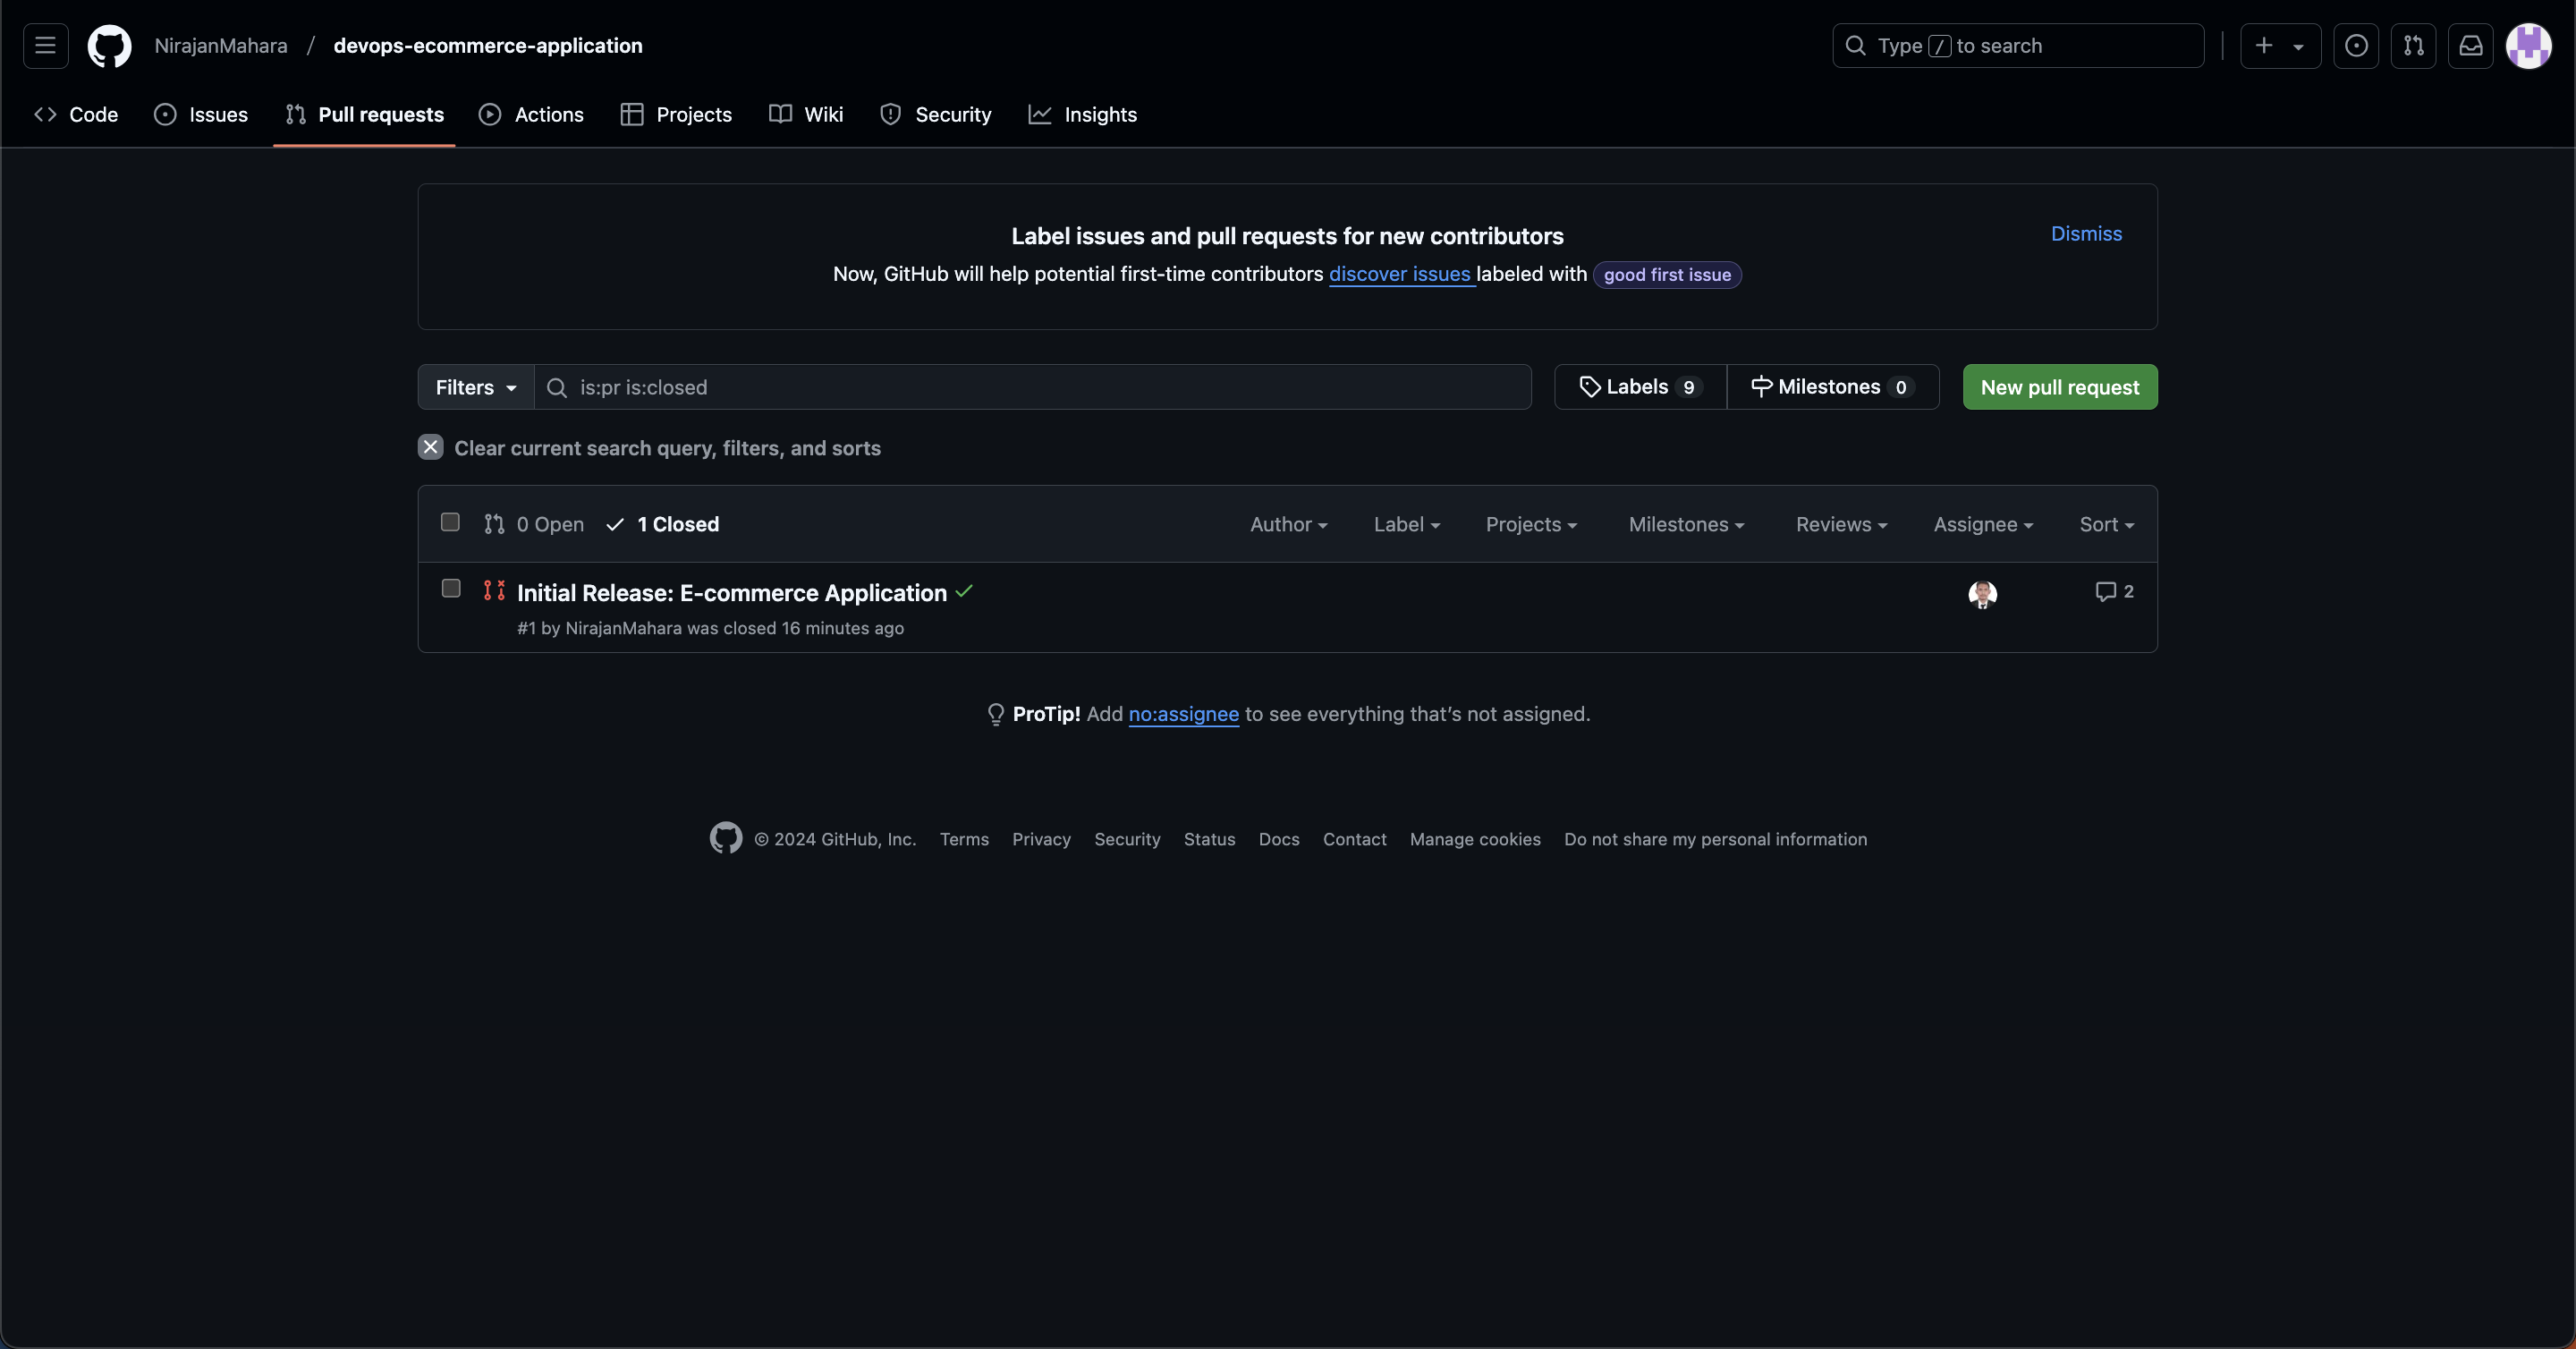 NirajanMahara / devops-ecommerce-application
Type / to search
Code Issues Pull requests Actions Projects Wiki Security Insights
Label issues and pull requests for new contributors
Dismiss
Now, GitHub will help potential first-time contributors discover issues labeled with good first issue
Filters is:pr is:closed Labels 9 Milestones 0 New pull request
Clear current search query, filters, and sorts
0 Open 1 Closed Author Label Projects Milestones Reviews Assignee Sort
Initial Release: E-commerce Application 2
#1 by NirajanMahara was closed 16 minutes ago
ProTip! Add no:assignee to see everything that’s not assigned.
© 2024 GitHub, Inc. Terms Privacy Security Status Docs Contact Manage cookies Do not share my personal information